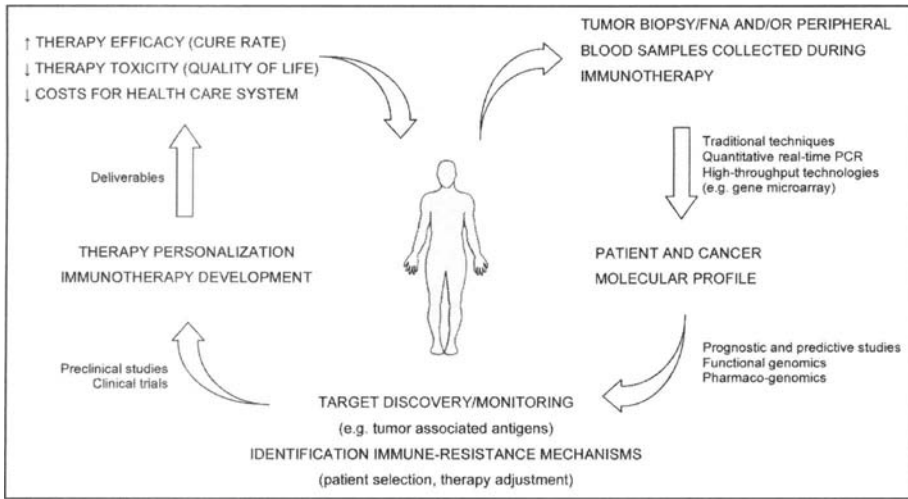 ↑ THERAPY EFFICACY (CURE RATE)
↓ THERAPY TOXICITY (QUALITY OF LIFE)
↓ COSTS FOR HEALTH CARE SYSTEM
TUMOR BIOPSY/FNA AND/OR PERIPHERAL
BLOOD SAMPLES COLLECTED DURING
IMMUNOTHERAPY
Traditional techniques
Quantitative real-time PCR
High-throughput technologies
(e.g. gene microarray)
PATIENT AND CANCER
MOLECULAR PROFILE
Prognostic and predictive studies
Functional genomics
Pharmaco-genomics
TARGET DISCOVERY/MONITORING
(e.g. tumor associated antigens)
IDENTIFICATION IMMUNE-RESISTANCE MECHANISMS
(patient selection, therapy adjustment)
Preclinical studies
Clinical trials
THERAPY PERSONALIZATION
IMMUNOTHERAPY DEVELOPMENT
Deliverables